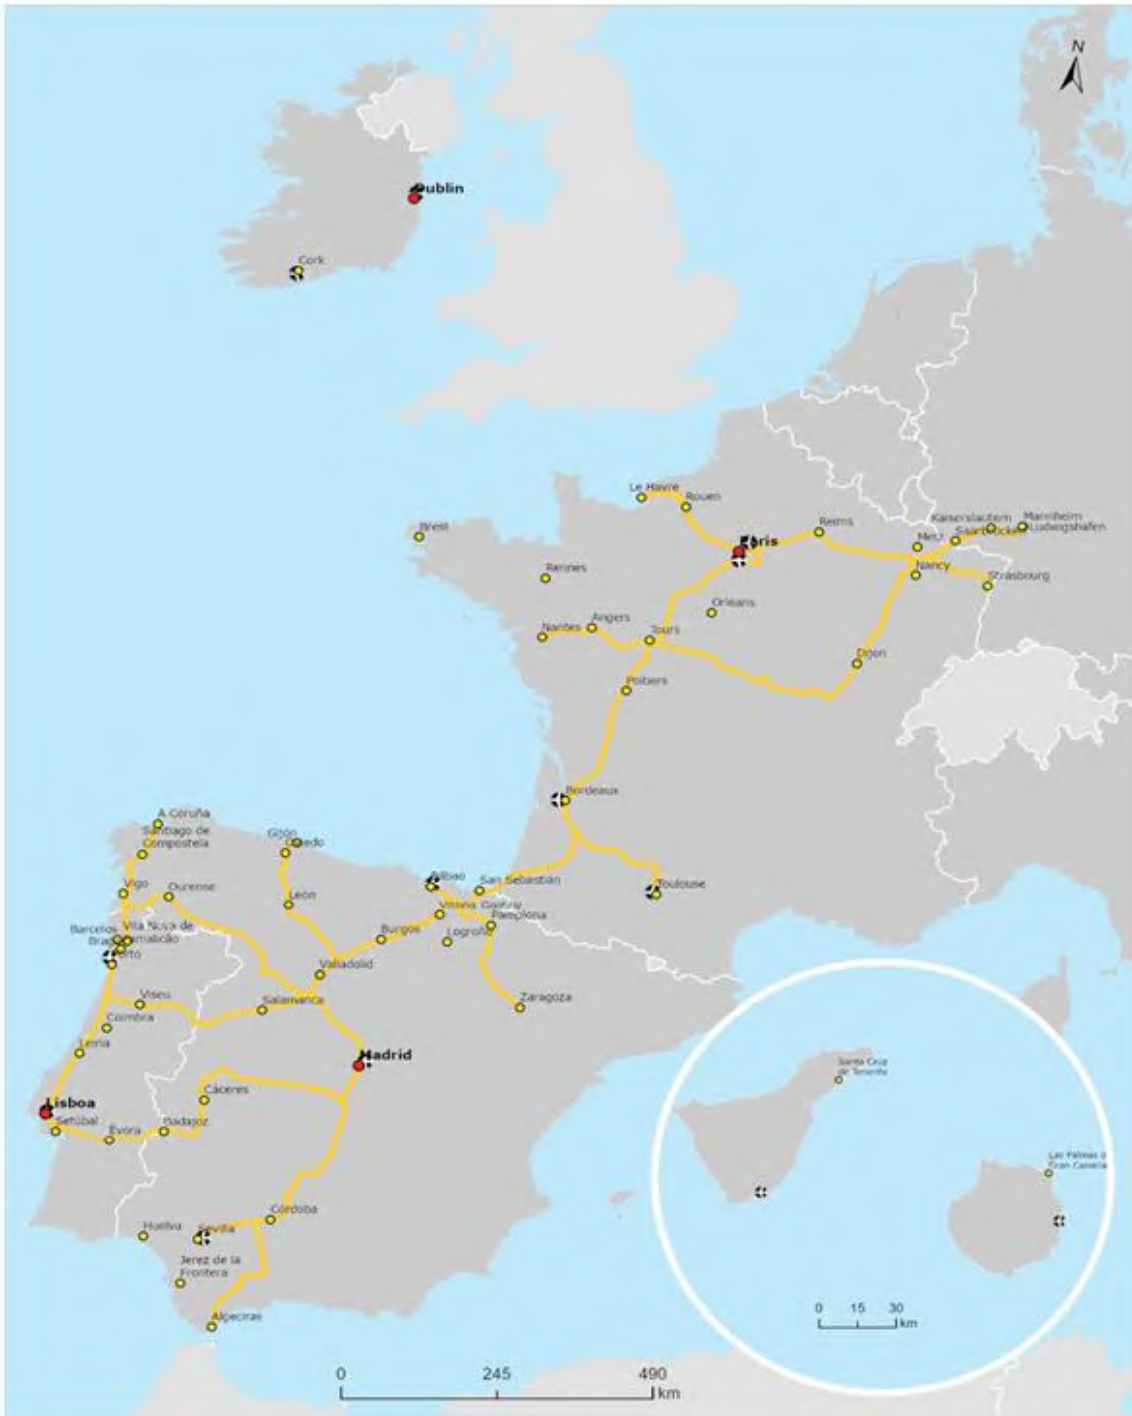 N
Dublin
Cork
Le Havre
Rouen
Reims
Kaiserslautern
Mannheim
Ludwigshafen
Saarbrücken
Metz
Brest
Paris
Nancy
Strasbourg
Rennes
Orléans
Angers
Nantes
Tours
Dijon
Poitiers
Bordeaux
A Coruña
Santiago de
Compostela
Gijón
Oviedo
Bilbao
San Sebastián
Toulouse
Vigo
Ourense
León
Vitoria
Pamplona
Barcelos
Vila Nova de
Famalicão
Burgos
Logroño
Porto
Valladolid
Viseu
Salamanca
Zaragoza
Coimbra
Leiria
Madrid
Santa Cruz
de Tenerife
Cáceres
Lisboa
Setúbal
Évora
Badajoz
Las Palmas
Gran Canaria
Córdoba
Huelva
Sevilla
Jerez de la
Frontera
Algeciras
0 15 30
km
0 245 490
km